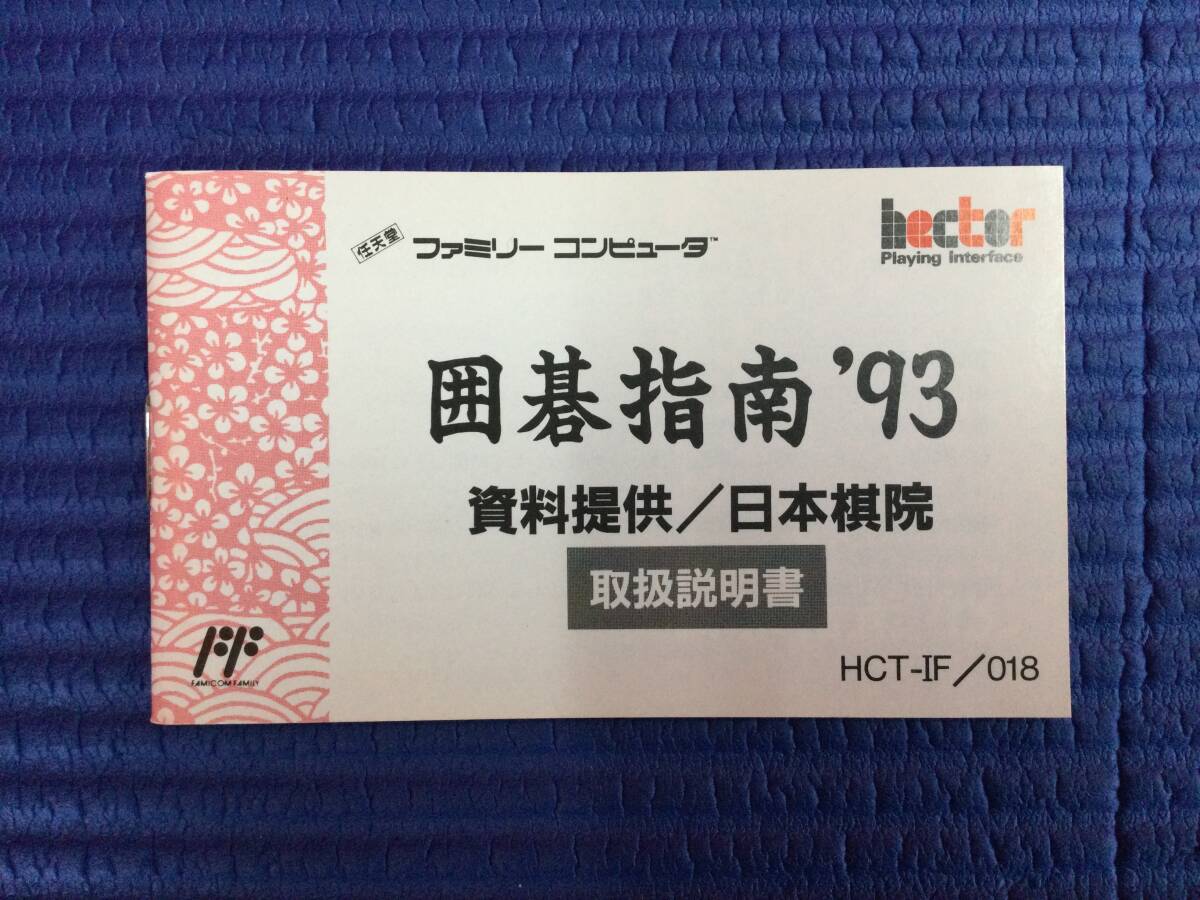 任天堂 ファミリー コンピュータ™
hector
Playing Interface
囲碁指南 '93
資料提供／日本棋院
取扱説明書
FAMICOM FAMILY
HCT-IF／018